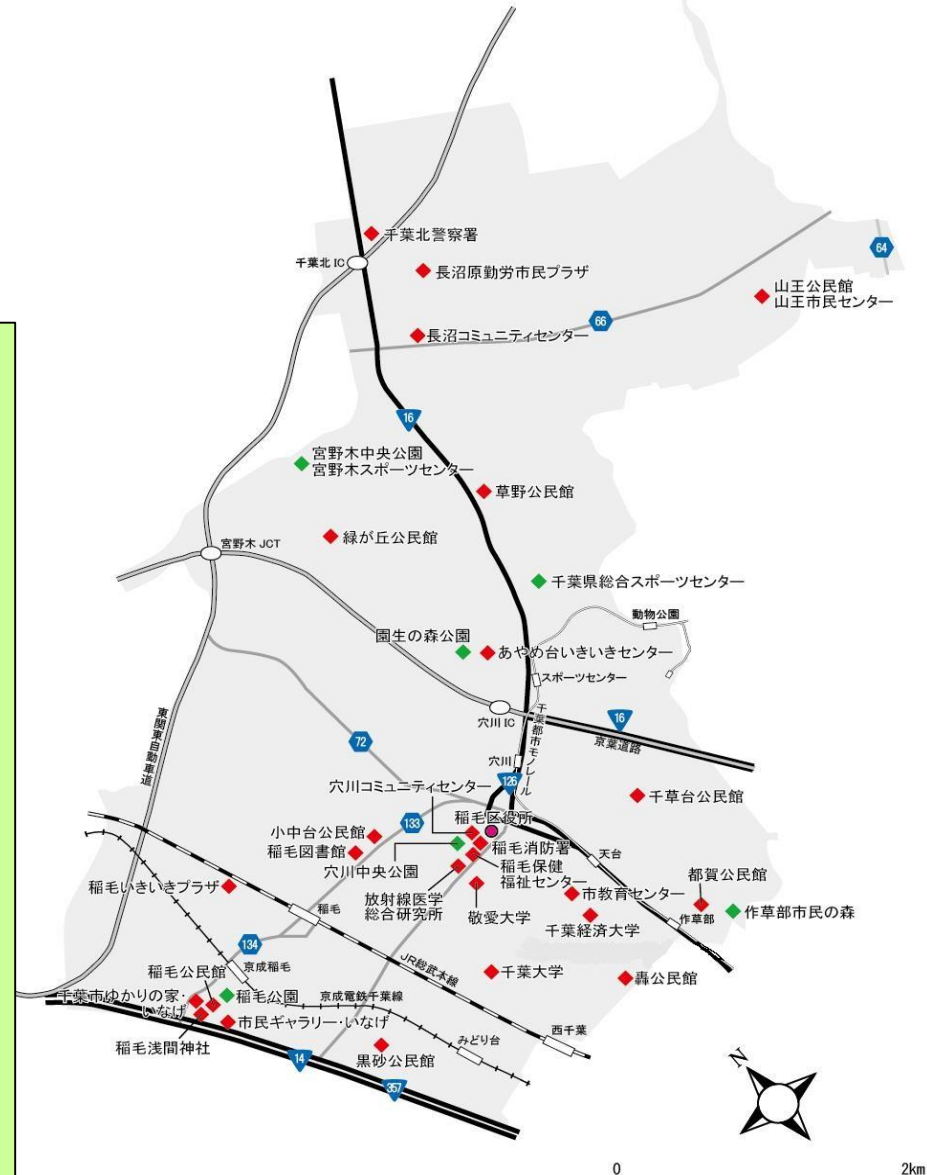 千葉北警察署
千葉北 IC
長沼原勤労市民プラザ
64
山王公民館
山王市民センター
66
長沼コミュニティセンター
16
宮野木中央公園
宮野木スポーツセンター
草野公民館
緑が丘公民館
宮野木 JCT
千葉県総合スポーツセンター
動物公園
園生の森公園
あやめ台いきいきセンター
スポーツセンター
穴川 IC
16
京葉道路
千葉都市モノレール
東関東自動車道
72
穴川
126
穴川コミュニティセンター
千草台公民館
稲毛区役所
133
小中台公民館
稲毛図書館
稲毛消防署
穴川中央公園
稲毛保健
福祉センター
天台
都賀公民館
稲毛いきいきプラザ
放射線医学
総合研究所
敬愛大学
市教育センター
稲毛
千葉経済大学
作草部
作草部市民の森
134
京成稲毛
JR総武本線
千葉大学
轟公民館
稲毛公民館
千葉市ゆかりの家・
いなげ
稲毛公園
京成電鉄千葉線
市民ギャラリー・いなげ
稲毛浅間神社
みどり台
西千葉
黒砂公民館
14
357
N
0
2km